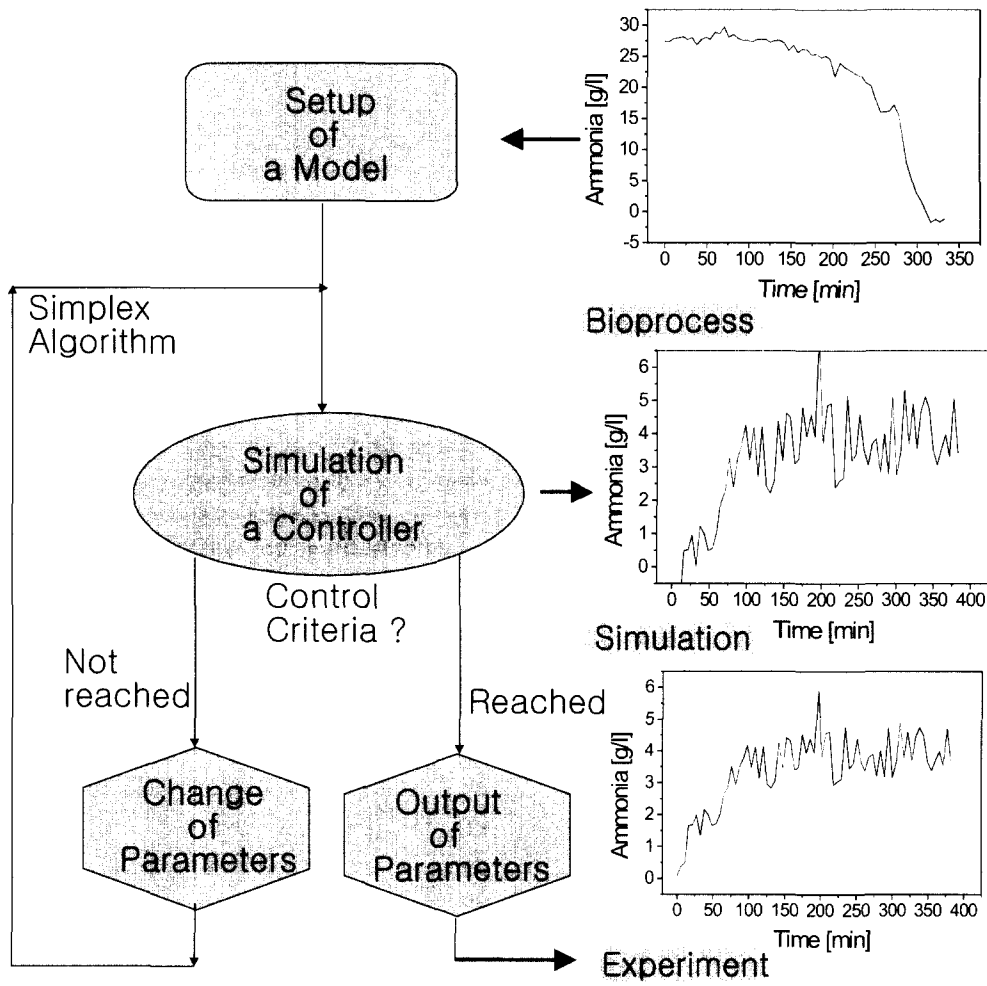 Setup
of
a Model
Simplex
Algorithm
Simulation
of
a Controller
Control
Criteria ?
Not
reached
Reached
Change
of
Parameters
Output
of
Parameters
Ammonia [g/l]
30
25
20
15
10
5
0
-5
0 50 100 150 200 250 300 350
Time [min]
Bioprocess
Ammonia [g/l]
6
5
4
3
2
1
0
0 50 100 150 200 250 300 350 400
Time [min]
Simulation
Ammonia [g/l]
6
5
4
3
2
1
0
0 50 100 150 200 250 300 350 400
Time [min]
Experiment